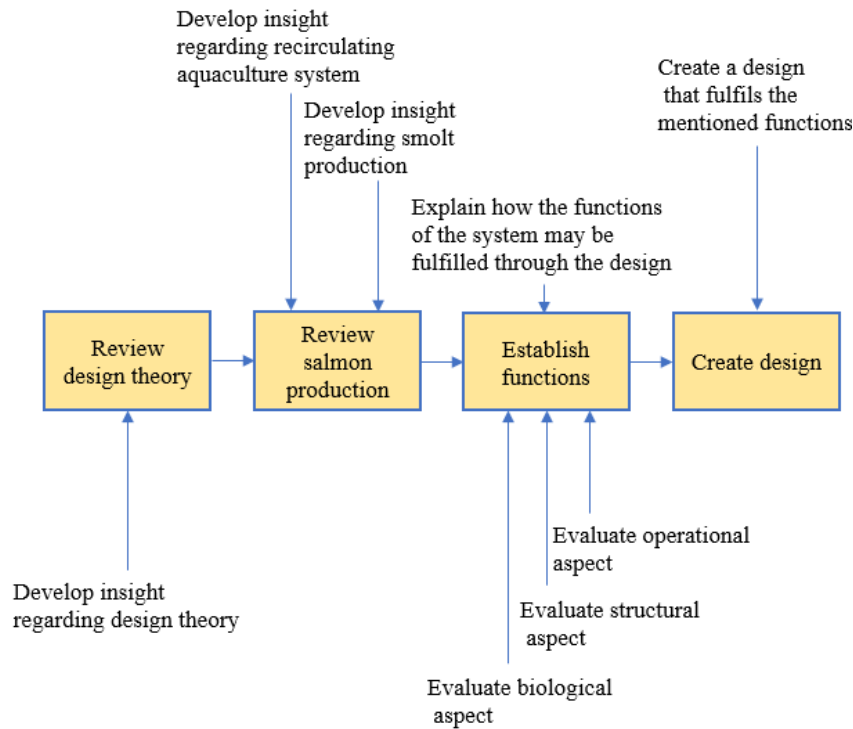 Develop insight
regarding recirculating
aquaculture system
Develop insight
regarding smolt
production
Create a design
that fulfils the
mentioned functions
Explain how the functions
of the system may be
fulfilled through the design
Review
design theory
Review
salmon
production
Establish
functions
Create design
Develop insight
regarding design theory
Evaluate operational
aspect
Evaluate structural
aspect
Evaluate biological
aspect